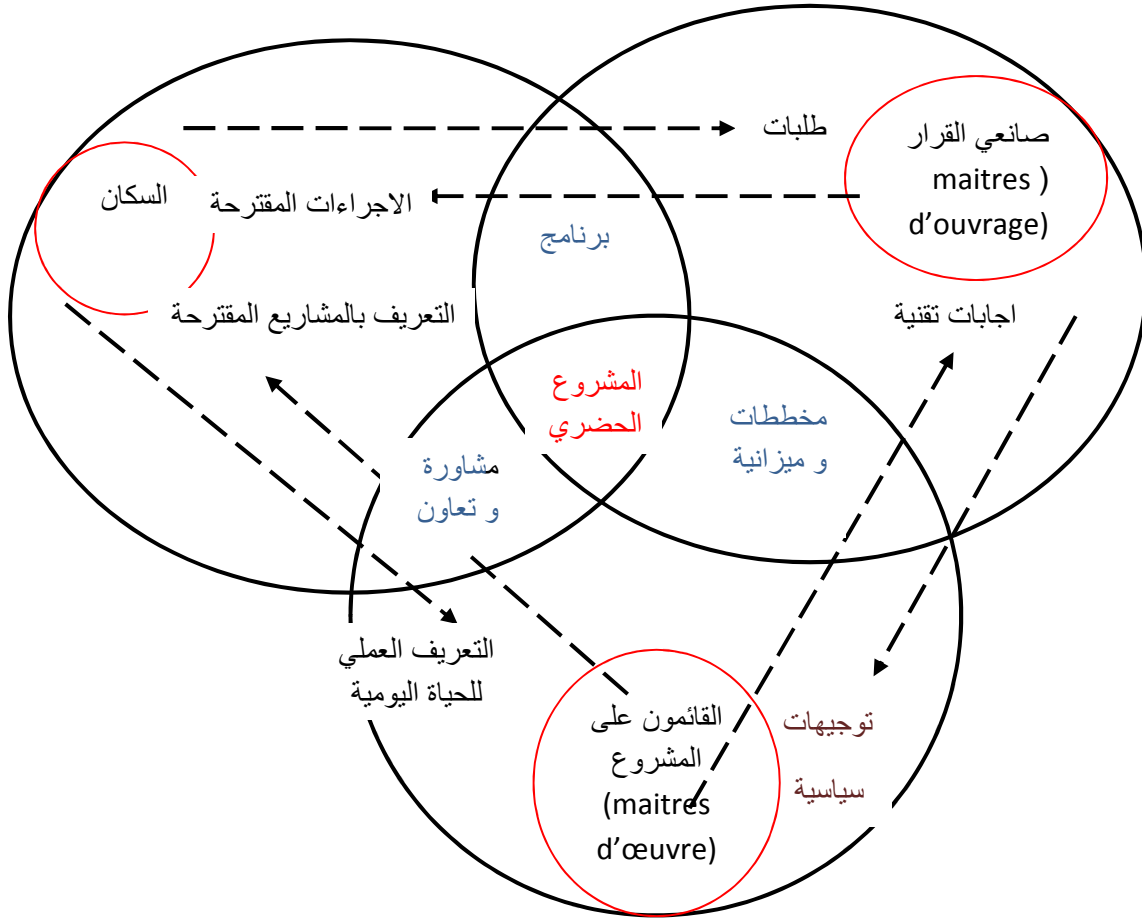 طلبات
صانعي القرار
maitres )
d’ouvrage)
السكان
الاجراءات المقترحة
برنامج
التعريف بالمشاريع المقترحة
اجابات تقنية
المشروع
الحضري
مخططات
و ميزانية
مشاورة
و تعاون
التعريف العملي
للحياة اليومية
القائمون على
المشروع
(maitres
d’œuvre)
توجيهات
سياسية